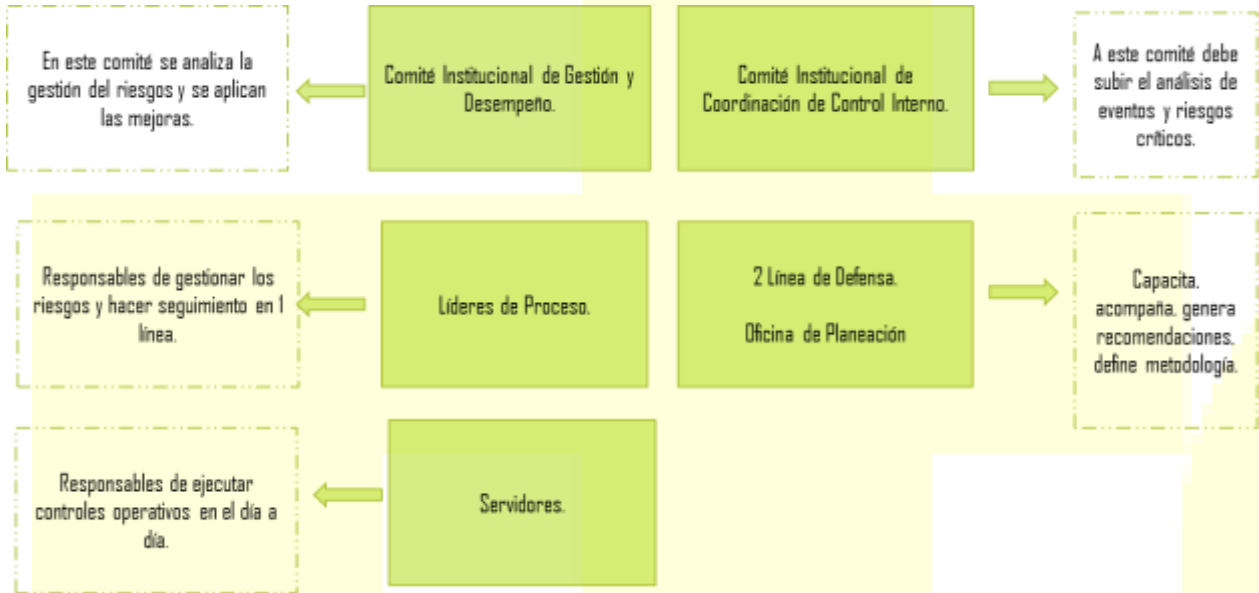 En este comité se analiza la
gestión del riesgos y se aplican
las mejoras.
Comité Institucional de Gestión y
Desempeño.
Comité Institucional de
Coordinación de Control Interno.
A este comité debe
subir el análisis de
eventos y riesgos
críticos.
Responsables de gestionar los
riesgos y hacer seguimiento en 1
línea.
Líderes de Proceso.
2 Línea de Defensa.
Oficina de Planeación
Capacita,
acompaña, genera
recomendaciones,
define metodología.
Responsables de ejecutar
controles operativos en el día a
día.
Servidores.